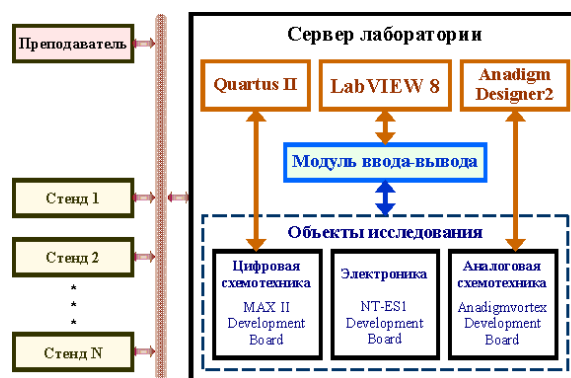 Преподаватель
Стенд 1
Стенд 2
*
*
*
Стенд N
Сервер лаборатории
Quartus II
LabVIEW 8
Anadigm
Designer2
Модуль ввода-вывода
Объекты исследования
Цифровая
схемотехника
MAX II
Development
Board
Электроника
NT-ES1
Development
Board
Аналоговая
схемотехника
Anadigmvortex
Development
Board